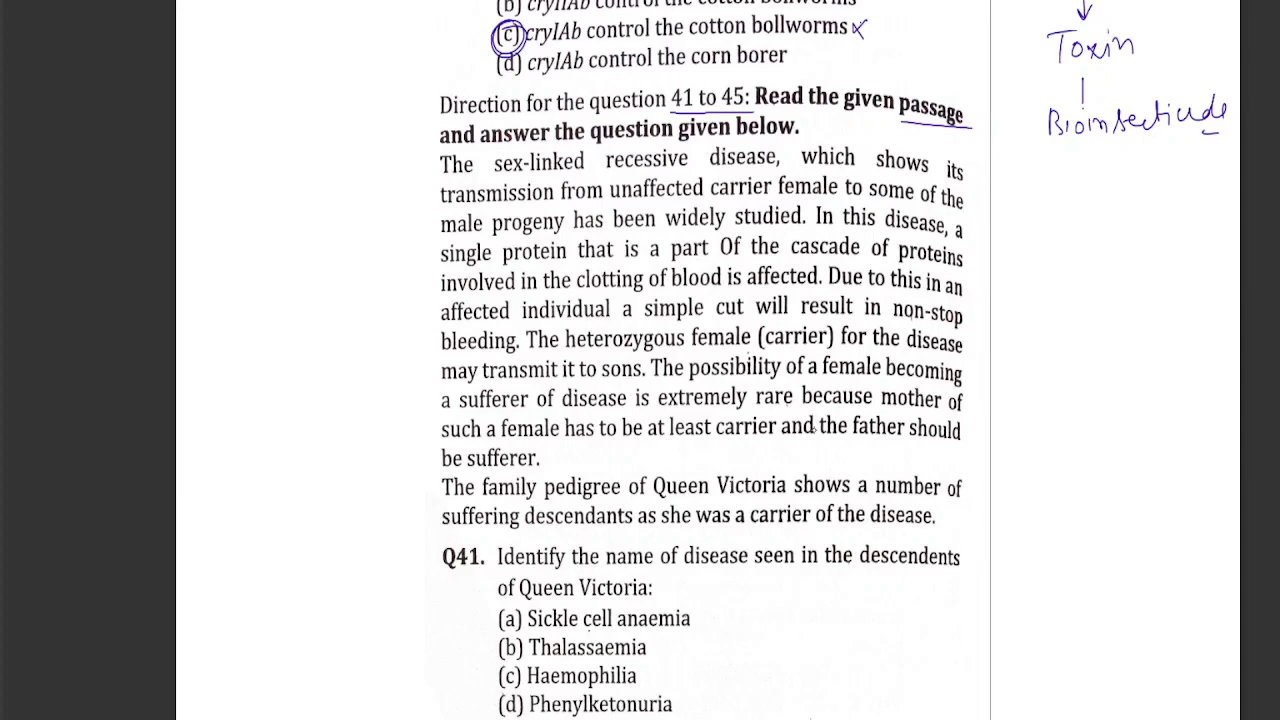 (b) cryIIAb control the cotton bollworms
(c) cryIAb control the cotton bollworms ×
(d) cryIAb control the corn borer
Direction for the question 41 to 45: Read the given passage
and answer the question given below.
The sex-linked recessive disease, which shows its
transmission from unaffected carrier female to some of the
male progeny has been widely studied. In this disease, a
single protein that is a part Of the cascade of proteins
involved in the clotting of blood is affected. Due to this in an
affected individual a simple cut will result in non-stop
bleeding. The heterozygous female (carrier) for the disease
may transmit it to sons. The possibility of a female becoming
a sufferer of disease is extremely rare because mother of
such a female has to be at least carrier and the father should
be sufferer.
The family pedigree of Queen Victoria shows a number of
suffering descendants as she was a carrier of the disease.
Q41. Identify the name of disease seen in the descendents
of Queen Victoria:
(a) Sickle cell anaemia
(b) Thalassaemia
(c) Haemophilia
(d) Phenylketonuria
Toxin
Bioinsecticide